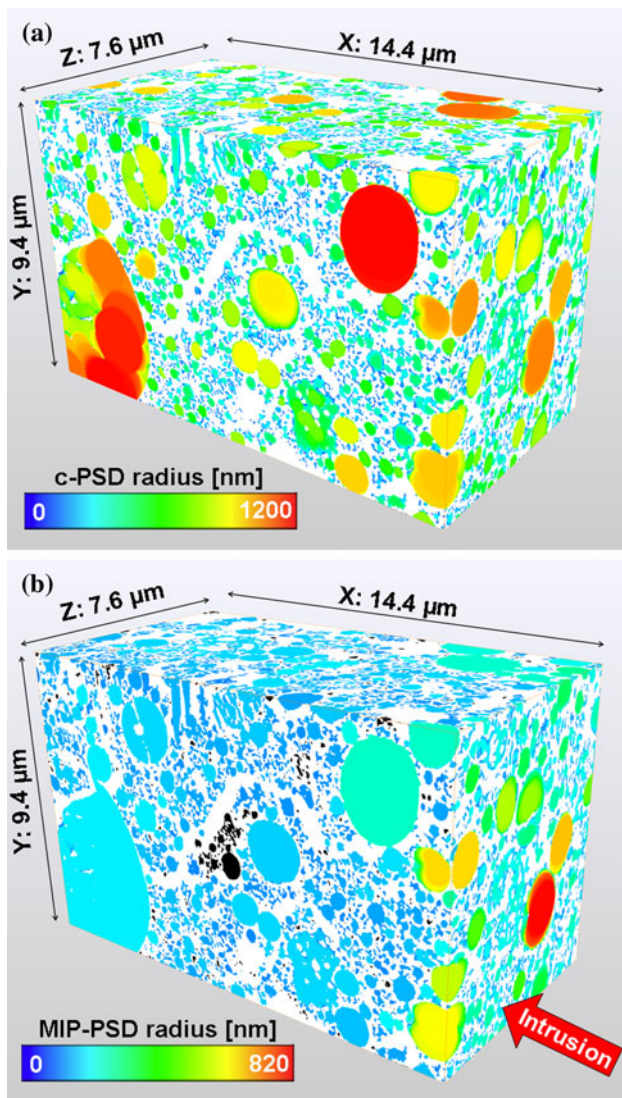 (a)
Z: 7.6 µm
X: 14.4 µm
Y: 9.4 µm
c-PSD radius [nm]
0
1200
(b)
Z: 7.6 µm
X: 14.4 µm
Y: 9.4 µm
MIP-PSD radius [nm]
0
820
Intrusion